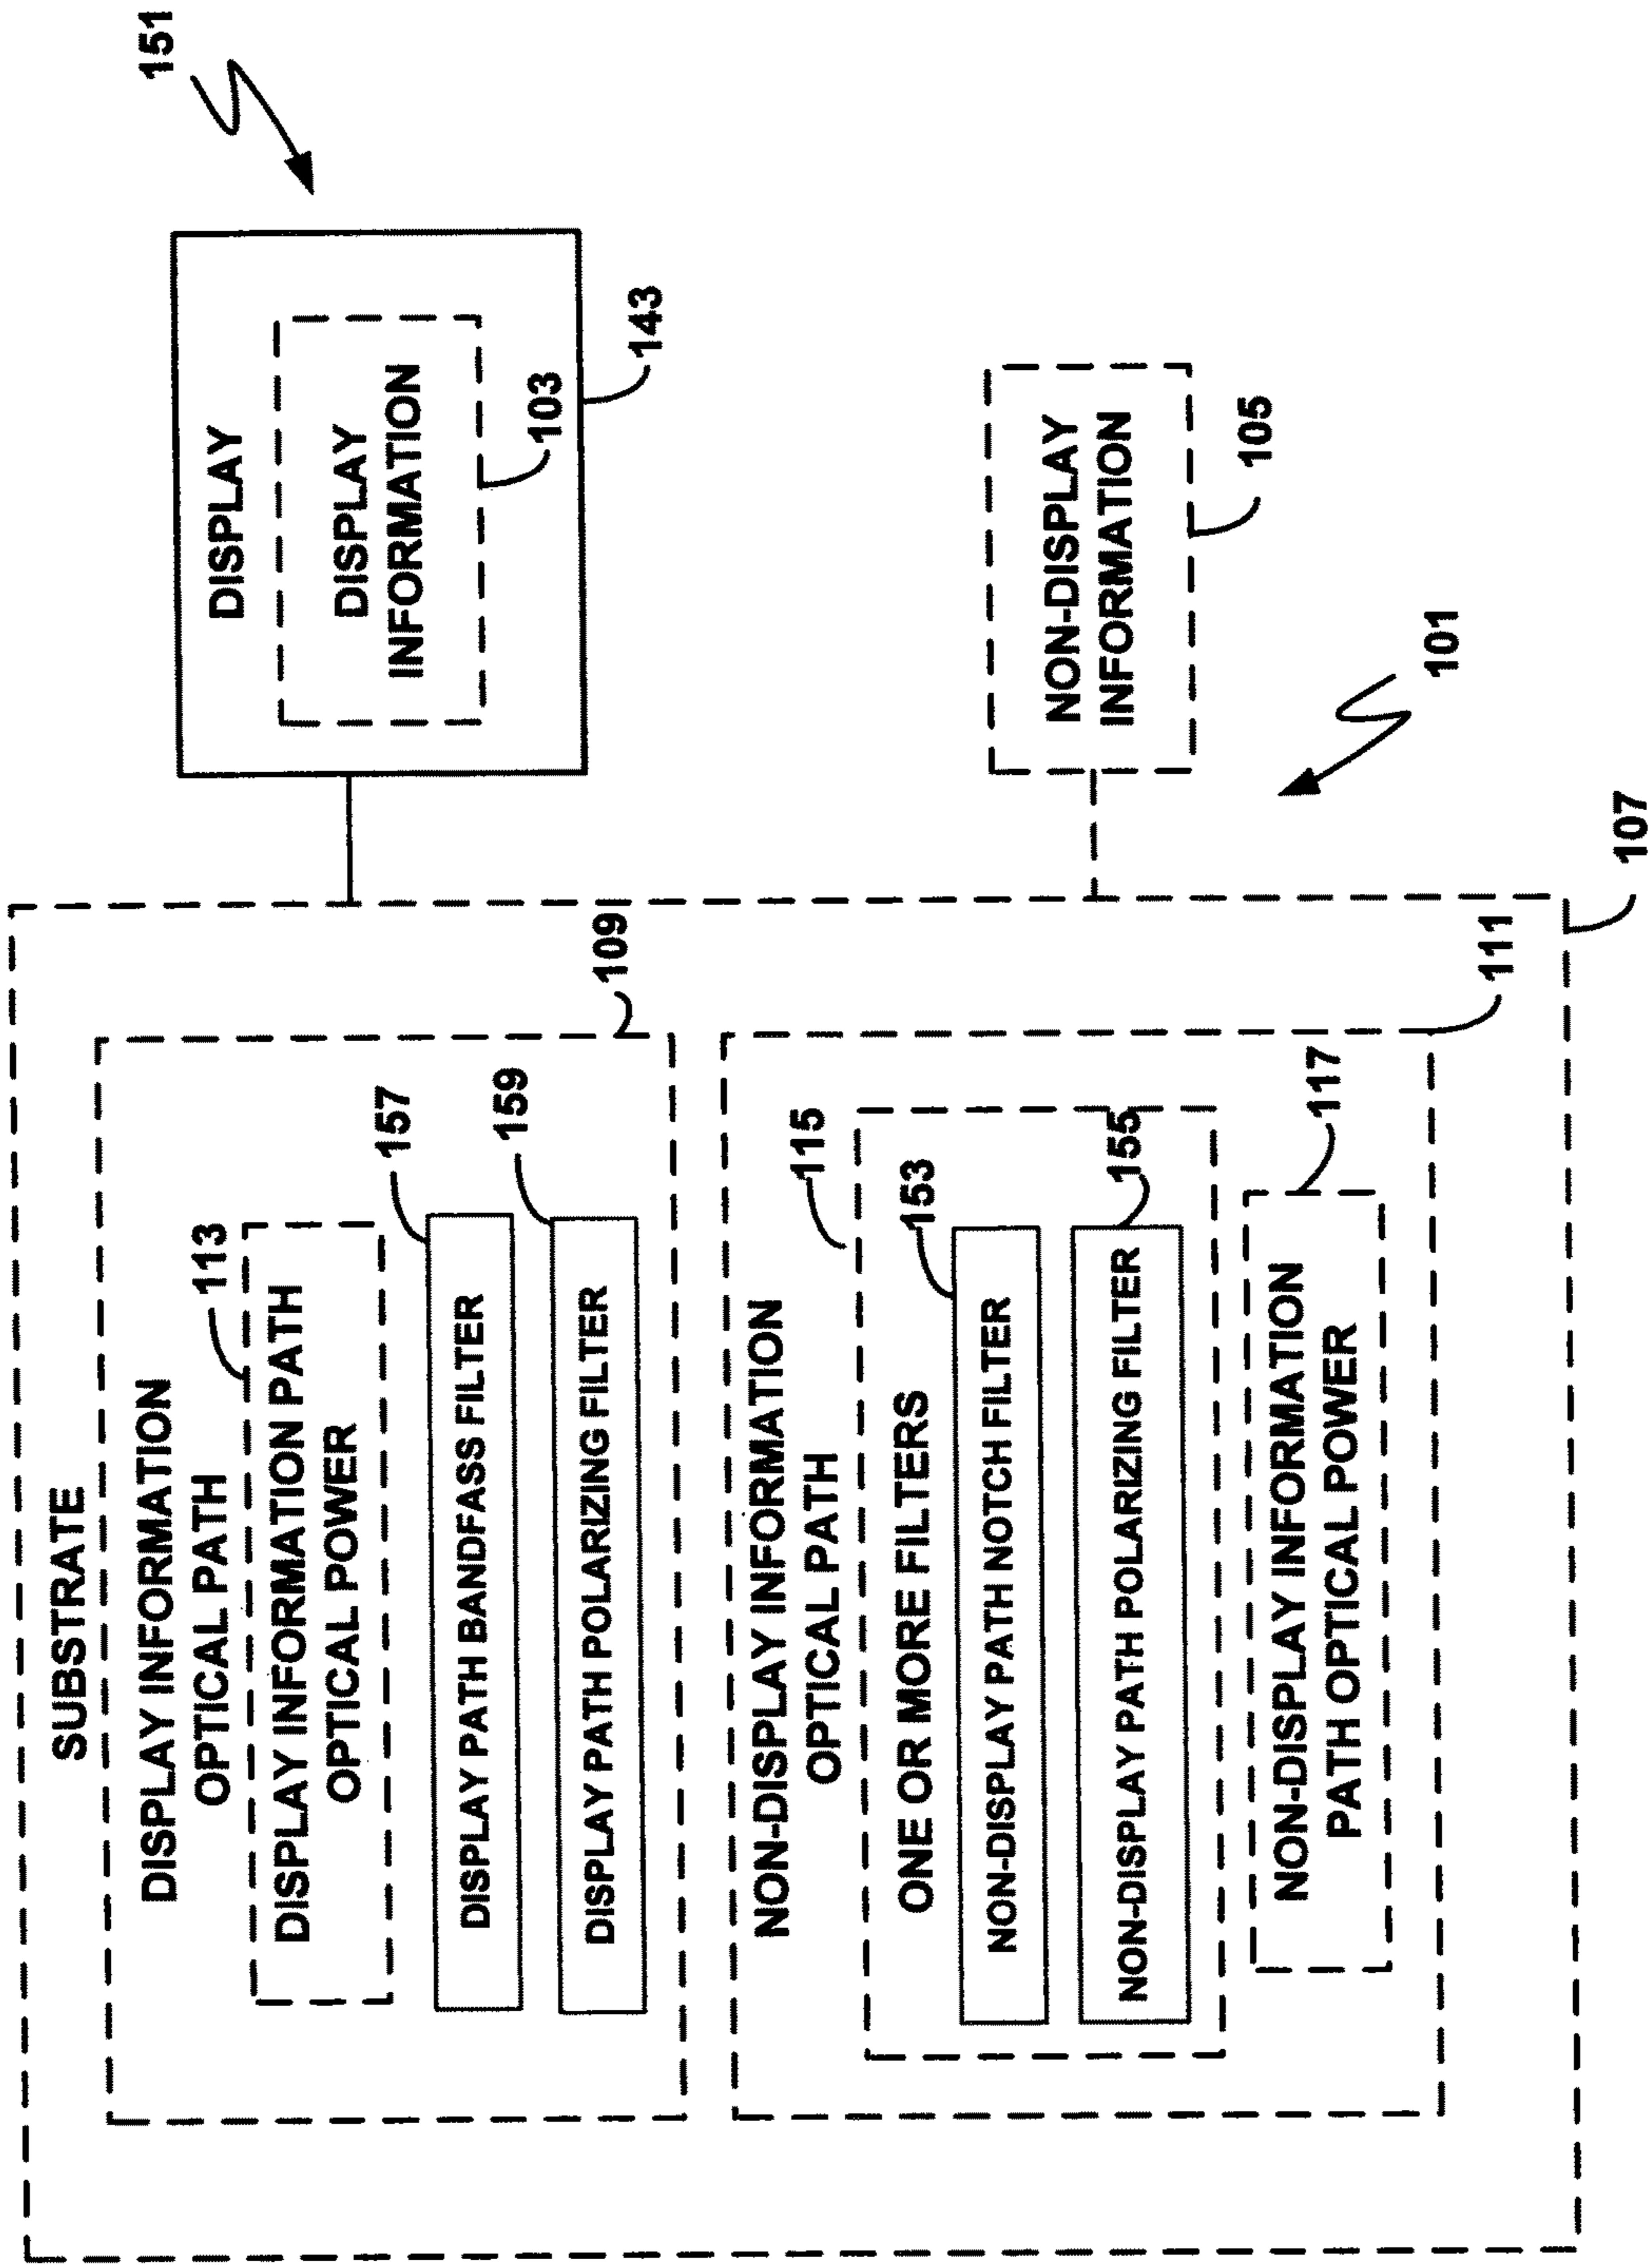 SUBSTRATE
DISPLAY INFORMATION
OPTICAL PATH
113
DISPLAY INFORMATION PATH
OPTICAL POWER
157
DISPLAY PATH BANDFASS FILTER
159
DISPLAY PATH POLARIZING FILTER
109
NON-DISPLAY INFORMATION
OPTICAL PATH
115
ONE OR MORE FILTERS
153
NON-DISPLAY PATH NOTCH FILTER
155
NON-DISPLAY PATH POLARIZING FILTER
117
NON-DISPLAY INFORMATION
PATH OPTICAL POWER
111
107
151
DISPLAY
DISPLAY
INFORMATION
103
143
NON-DISPLAY
INFORMATION
105
101